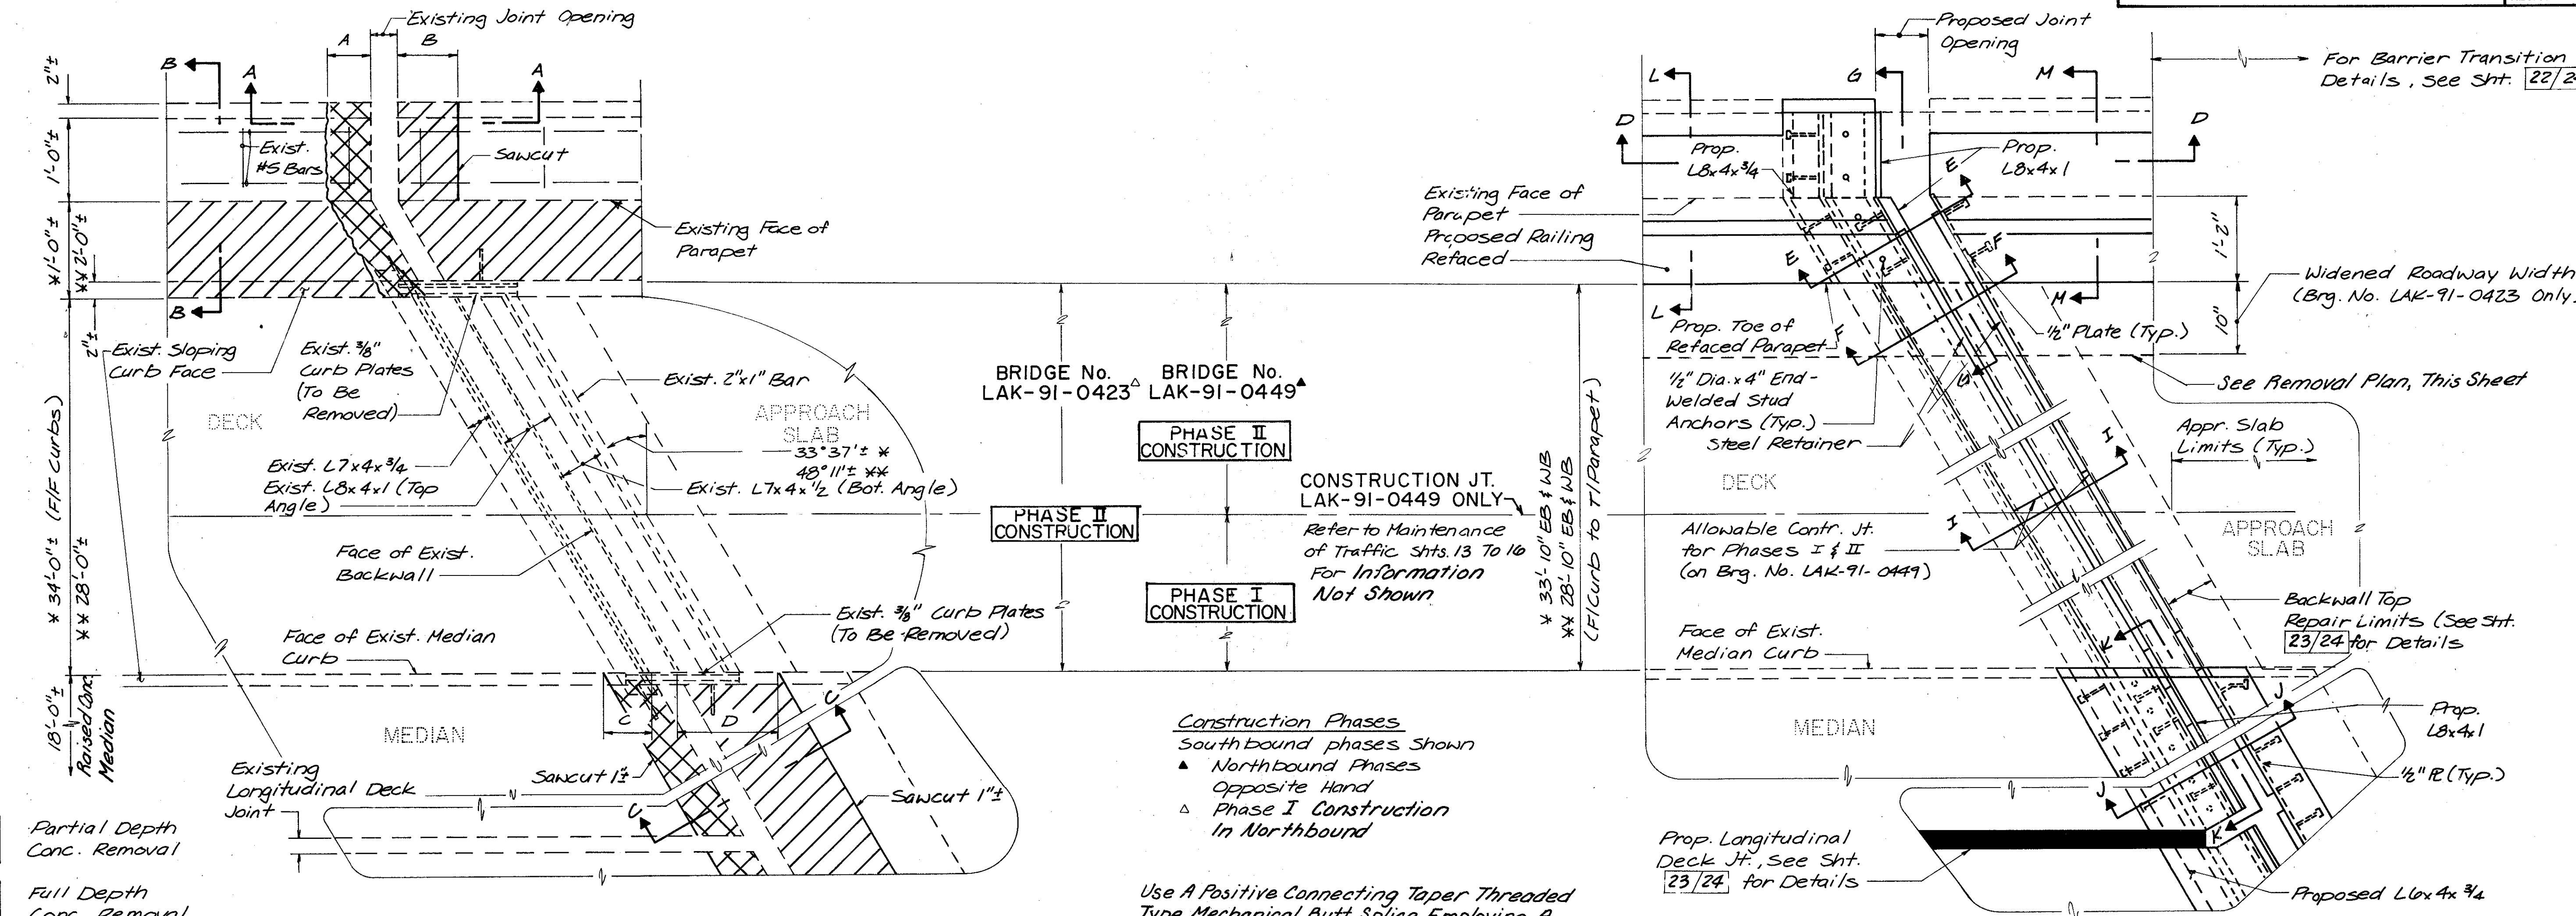 Existing Joint Opening
A
B
B
A
A
2"±
1'-0"±
*1'-0"±
**2'-0"±
2"±
Exist.
#5 Bars
Sawcut
Existing Face of
Parapet
B
Exist. Sloping
Curb Face
Exist. 3/8"
Curb Plates
(To Be
Removed)
Exist. 2"x1" Bar
DECK
APPROACH
SLAB
33°37'± *
48°11'± **
Exist. L7x4x3/4
Exist. L8x4x1 (Top
Angle)
Exist. L7x4x1/2 (Bot. Angle)
* 34'-0"± (F/F Curbs)
** 28'-0"±
Face of Exist.
Backwall
Exist. 3/8" Curb Plates
(To Be Removed)
Face of Exist. Median
Curb
18'-0"±
Raised Conc.
Median
MEDIAN
C
D
C
C
Existing
Longitudinal Deck
Joint
Sawcut 1"±
Sawcut 1"±
Partial Depth
Conc. Removal
Full Depth
Conc. Removal
BRIDGE No.
LAK-91-0423△
BRIDGE No.
LAK-91-0449▲
PHASE II
CONSTRUCTION
PHASE II
CONSTRUCTION
PHASE I
CONSTRUCTION
CONSTRUCTION JT.
LAK-91-0449 ONLY
Refer to Maintenance
of Traffic Shts. 13 To 16
For Information
Not Shown
* 33'-10" EB & WB
** 28'-10" EB & WB
(F/Curb to T/Parapet)
Construction Phases
Southbound phases Shown
▲ Northbound Phases
Opposite Hand
△ Phase I Construction
In Northbound
Use A Positive Connecting Taper Threaded
Type Mechanical Butt Splice Employing A
Proposed Joint
Opening
For Barrier Transition
Details, See Sht. 22/24
L
G
M
D
D
Prop.
L8x4x3/4
Prop.
L8x4x1
E
Existing Face of
Parapet
Proposed Railing
Refaced
1'-2"
10"
Widened Roadway Width
(Brg. No. LAK-91-0423 Only)
E
F
L
M
Prop. Toe of
Refaced Parapet
F
G
1/2" Plate (Typ.)
See Removal Plan, This Sheet
1/2" Dia. x 4" End-
Welded Stud
Anchors (Typ.)
Steel Retainer
Appr. Slab
Limits (Typ.)
I
I
DECK
APPROACH
SLAB
Allowable Contr. Jt.
for Phases I & II
(on Brg. No. LAK-91-0449)
Backwall Top
Repair Limits (See Sht.
23/24 for Details
Face of Exist.
Median Curb
K
J
J
K
MEDIAN
Prop.
L8x4x1
1/2" PL (Typ.)
Prop. Longitudinal
Deck Jt., See Sht.
23/24 for Details
Proposed L6x4x3/4